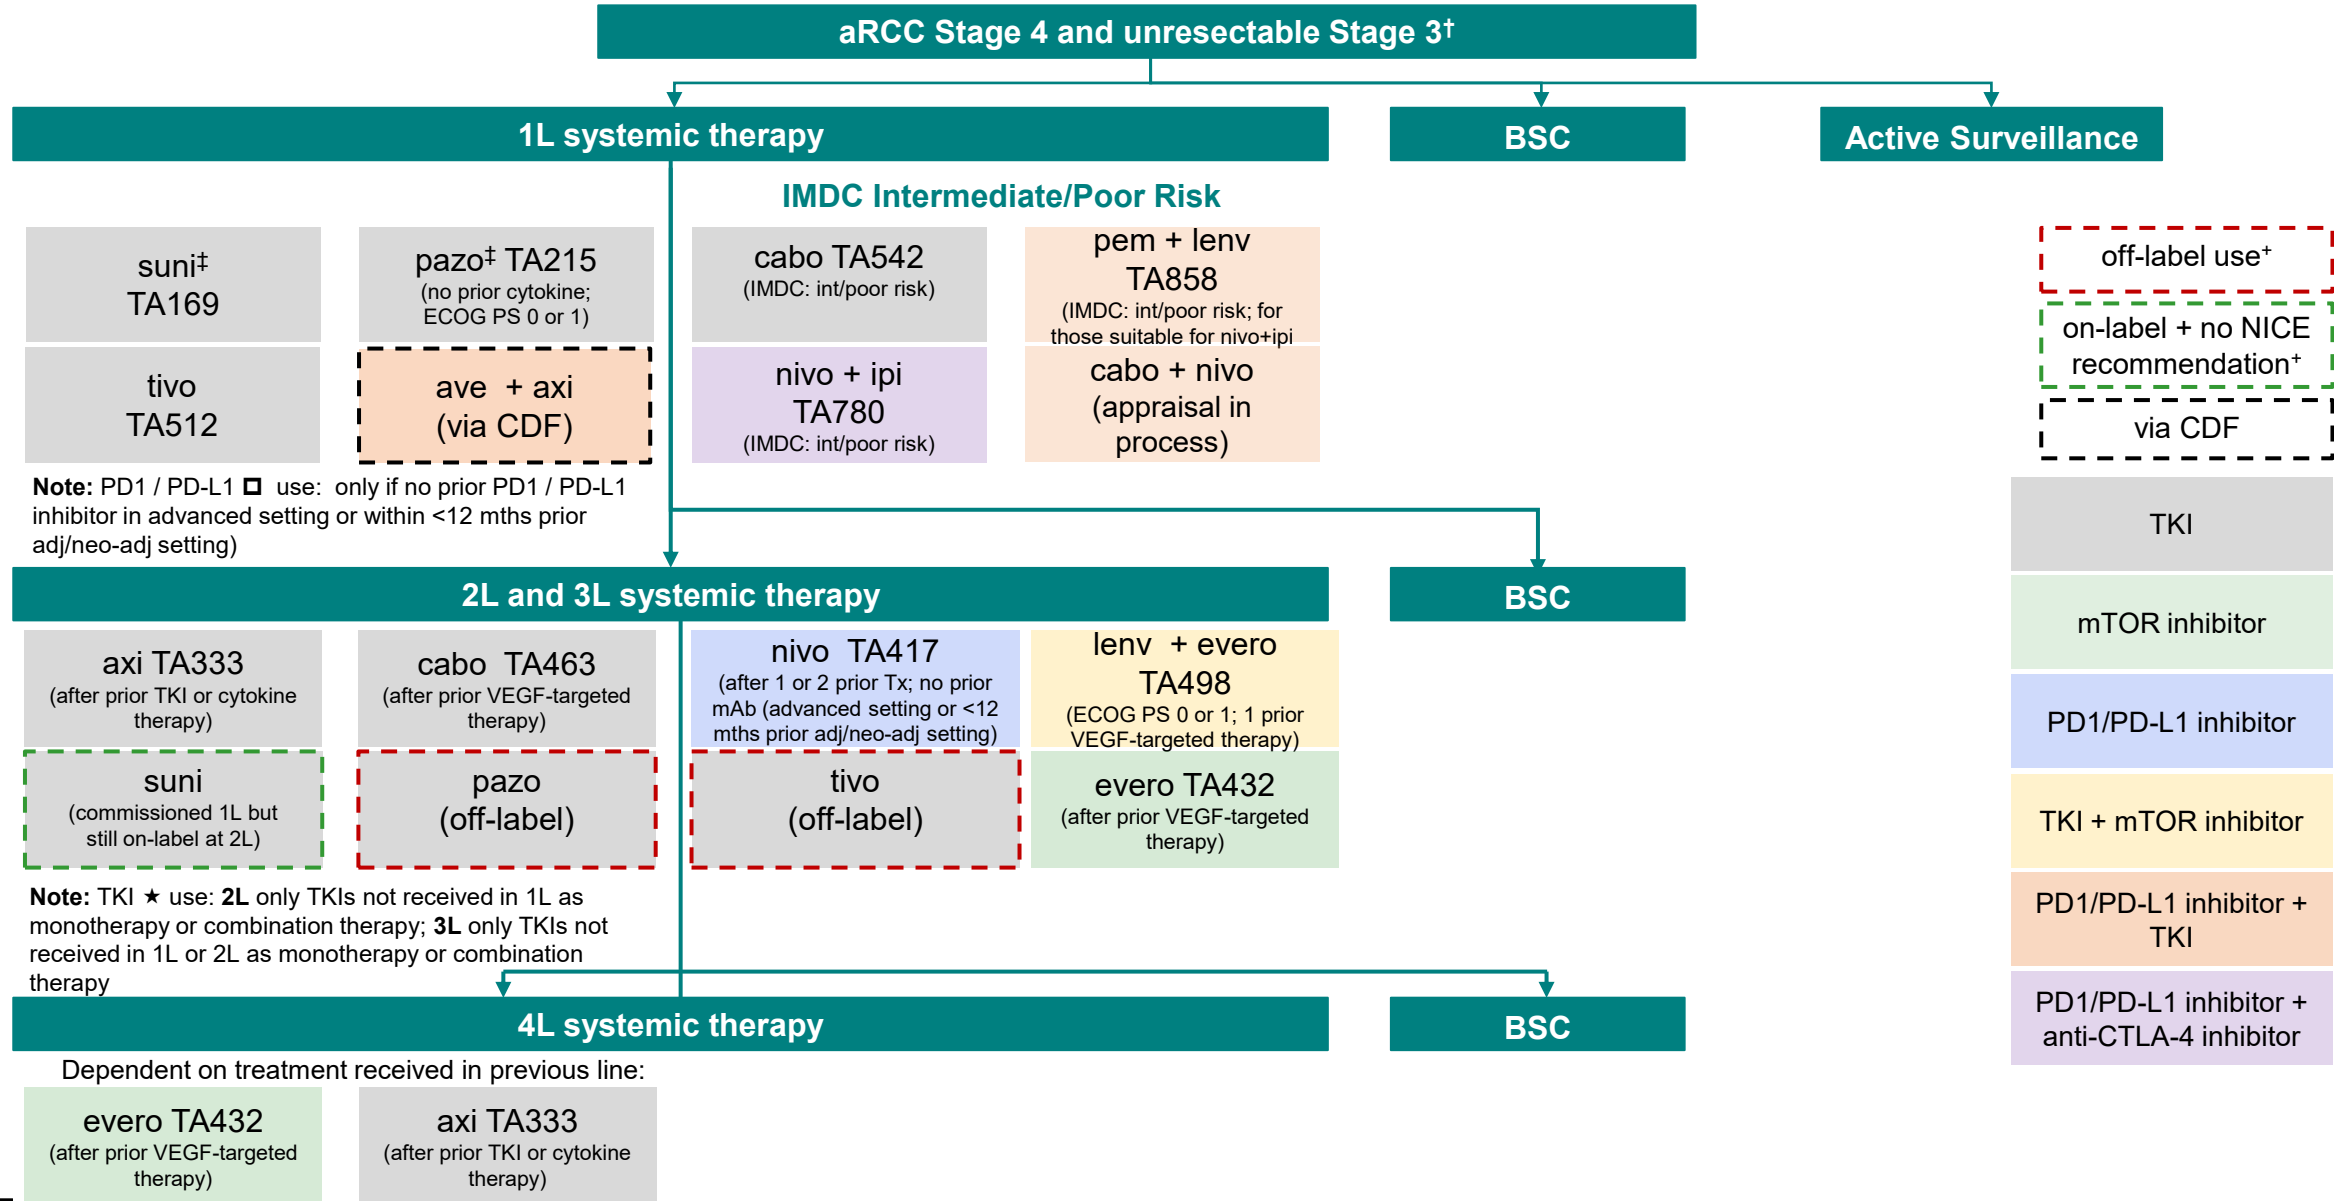 aRCC Stage 4 and unresectable Stage 3†
1L systemic therapy
BSC
Active Surveillance
IMDC Intermediate/Poor Risk
suni‡
TA169
pazo‡ TA215
(no prior cytokine;
ECOG PS 0 or 1)
cabo TA542
(IMDC: int/poor risk)
pem + lenv
TA858
(IMDC: int/poor risk; for
those suitable for nivo+ipi
tivo
TA512
ave + axi
(via CDF)
nivo + ipi
TA780
(IMDC: int/poor risk)
cabo + nivo
(appraisal in
process)
Note: PD1 / PD-L1 🗖 use: only if no prior PD1 / PD-L1
inhibitor in advanced setting or within <12 mths prior
adj/neo-adj setting)
2L and 3L systemic therapy
BSC
axi TA333
(after prior TKI or cytokine
therapy)
cabo TA463
(after prior VEGF-targeted
therapy)
nivo TA417
(after 1 or 2 prior Tx; no prior
mAb (advanced setting or <12
mths prior adj/neo-adj setting)
lenv + evero
TA498
(ECOG PS 0 or 1; 1 prior
VEGF-targeted therapy)
suni
(commissioned 1L but
still on-label at 2L)
pazo
(off-label)
tivo
(off-label)
evero TA432
(after prior VEGF-targeted
therapy)
Note: TKI ★ use: 2L only TKIs not received in 1L as
monotherapy or combination therapy; 3L only TKIs not
received in 1L or 2L as monotherapy or combination
therapy
4L systemic therapy
BSC
Dependent on treatment received in previous line:
evero TA432
(after prior VEGF-targeted
therapy)
axi TA333
(after prior TKI or cytokine
therapy)
off-label use⁺
on-label + no NICE
recommendation⁺
via CDF
TKI
mTOR inhibitor
PD1/PD-L1 inhibitor
TKI + mTOR inhibitor
PD1/PD-L1 inhibitor +
TKI
PD1/PD-L1 inhibitor +
anti-CTLA-4 inhibitor